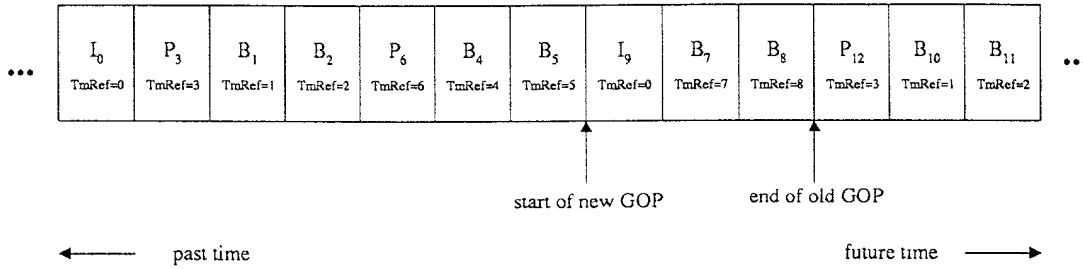 ... I₀ P₃ B₁ B₂ P₆ B₄ B₅ I₉ B₇ B₈ P₁₂ B₁₀ B₁₁ ..
TmRef=0 TmRef=3 TmRef=1 TmRef=2 TmRef=6 TmRef=4 TmRef=5 TmRef=0 TmRef=7 TmRef=8 TmRef=3 TmRef=1 TmRef=2
start of new GOP end of old GOP
past time future time